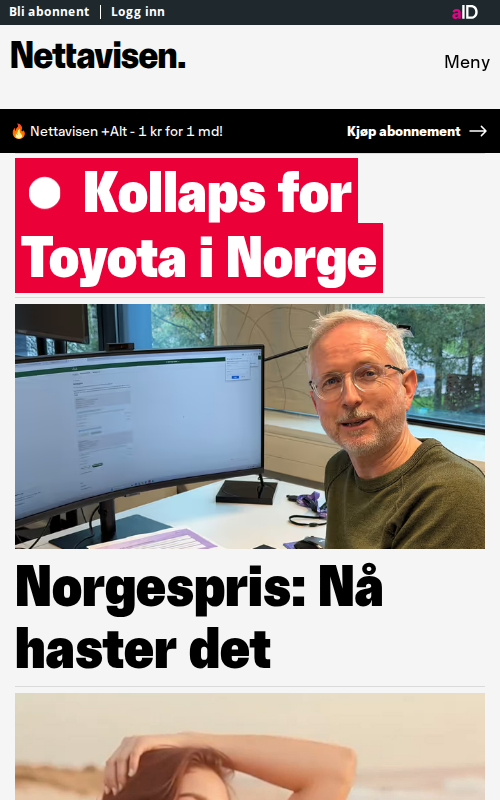 Bli abonnent
Logg inn
aID
Nettavisen.
Meny
🔥 Nettavisen +Alt - 1 kr for 1 md!
Kjøp abonnement →
Kollaps for
Toyota i Norge
Norgespris: Nå
haster det